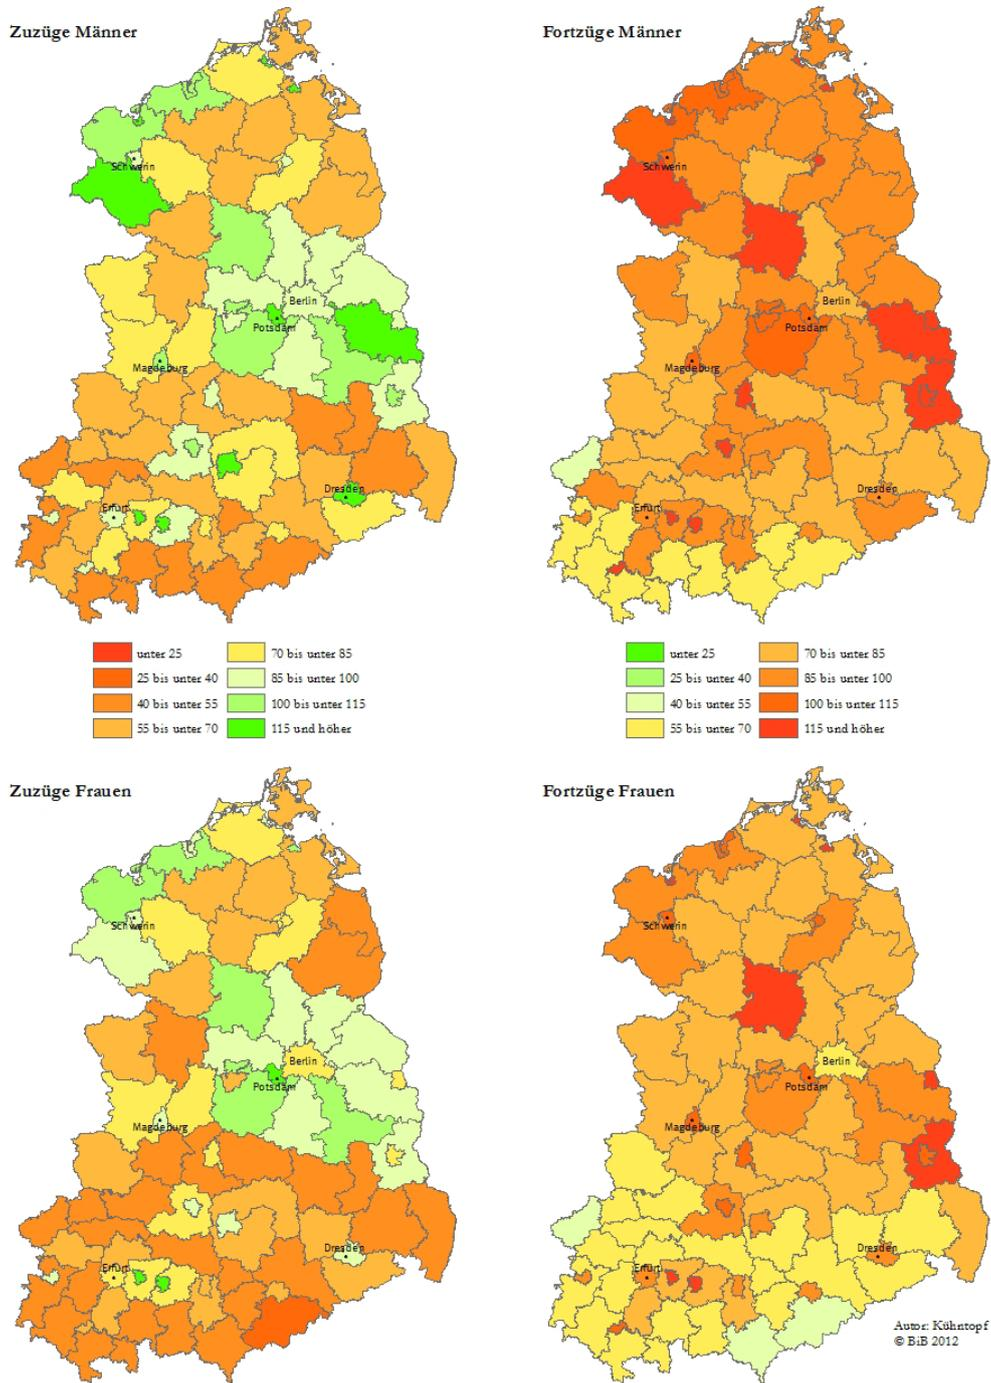 Zuzüge Männer
Fortzüge Männer
Schwerin
Berlin
Potsdam
Magdeburg
Dresden
Erfurt
Schwerin
Berlin
Potsdam
Magdeburg
Dresden
Erfurt
unter 25
70 bis unter 85
25 bis unter 40
85 bis unter 100
40 bis unter 55
100 bis unter 115
55 bis unter 70
115 und höher
unter 25
70 bis unter 85
25 bis unter 40
85 bis unter 100
40 bis unter 55
100 bis unter 115
55 bis unter 70
115 und höher
Zuzüge Frauen
Fortzüge Frauen
Schwerin
Berlin
Potsdam
Magdeburg
Dresden
Erfurt
Schwerin
Berlin
Potsdam
Magdeburg
Dresden
Erfurt
Autor: Kühntopf
© BiB 2012